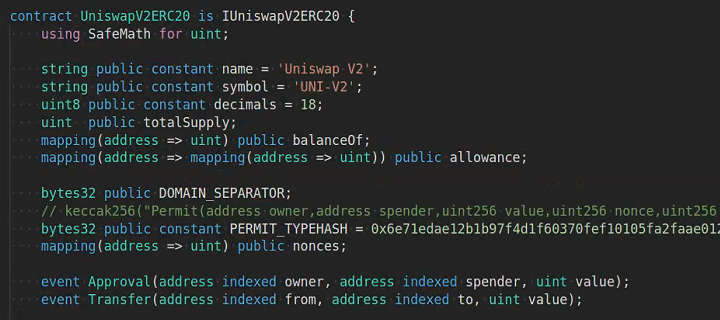 contract UniswapV2ERC20 is IUniswapV2ERC20 {
using SafeMath for uint;
string public constant name = 'Uniswap V2';
string public constant symbol = 'UNI-V2';
uint8 public constant decimals = 18;
uint public totalSupply;
mapping(address => uint) public balanceOf;
mapping(address => mapping(address => uint)) public allowance;
bytes32 public DOMAIN_SEPARATOR;
// keccak256("Permit(address owner,address spender,uint256 value,uint256 nonce,uint256
bytes32 public constant PERMIT_TYPEHASH = 0x6e71edae12b1b97f4d1f60370fef10105fa2faae012
mapping(address => uint) public nonces;
event Approval(address indexed owner, address indexed spender, uint value);
event Transfer(address indexed from, address indexed to, uint value);